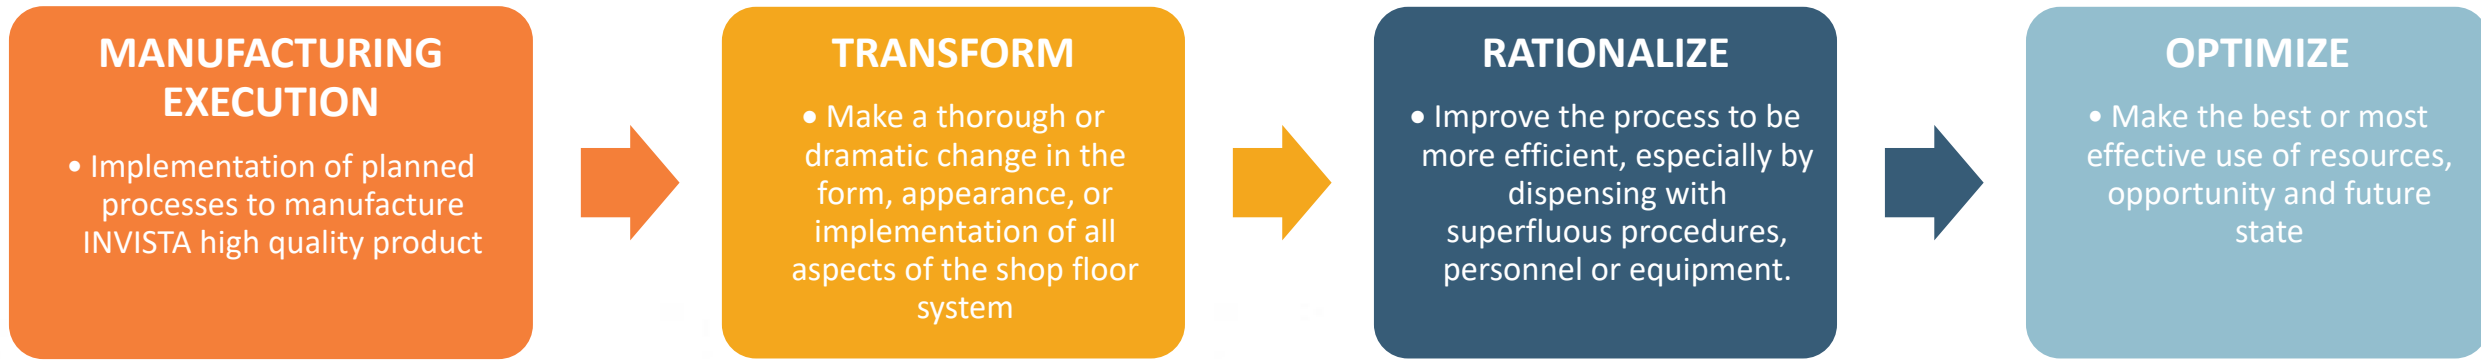 MANUFACTURING
EXECUTION
• Implementation of planned
processes to manufacture
INVISTA high quality product
TRANSFORM
• Make a thorough or
dramatic change in the
form, appearance, or
implementation of all
aspects of the shop floor
system
RATIONALIZE
• Improve the process to be
more efficient, especially by
dispensing with
superfluous procedures,
personnel or equipment.
OPTIMIZE
• Make the best or most
effective use of resources,
opportunity and future
state